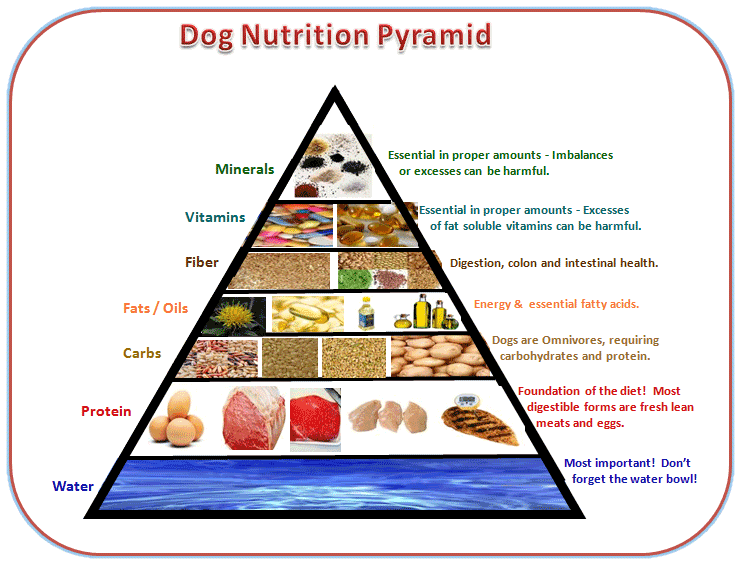 Dog Nutrition Pyramid
Minerals
Essential in proper amounts - Imbalances
or excesses can be harmful.
Vitamins
Essential in proper amounts - Excesses
of fat soluble vitamins can be harmful.
Fiber
Digestion, colon and intestinal health.
Fats / Oils
Energy & essential fatty acids.
Carbs
Dogs are Omnivores, requiring
carbohydrates and protein.
Protein
Foundation of the diet! Most
digestible forms are fresh lean
meats and eggs.
Water
Most important! Don't
forget the water bowl!